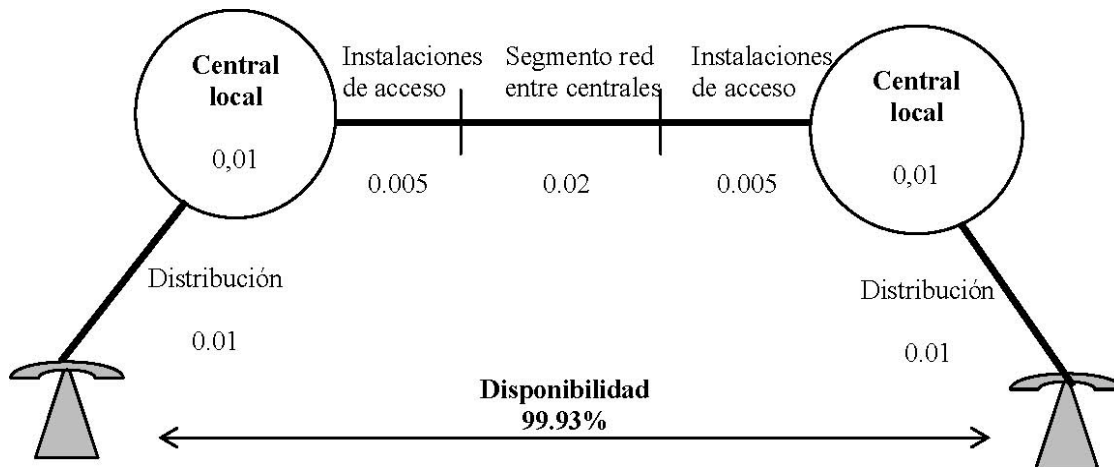 Central
local
0,01
Instalaciones
de acceso
0.005
Segmento red
entre centrales
0.02
Instalaciones
de acceso
0.005
Central
local
0,01
Distribución
0.01
Distribución
0.01
Disponibilidad
99.93%